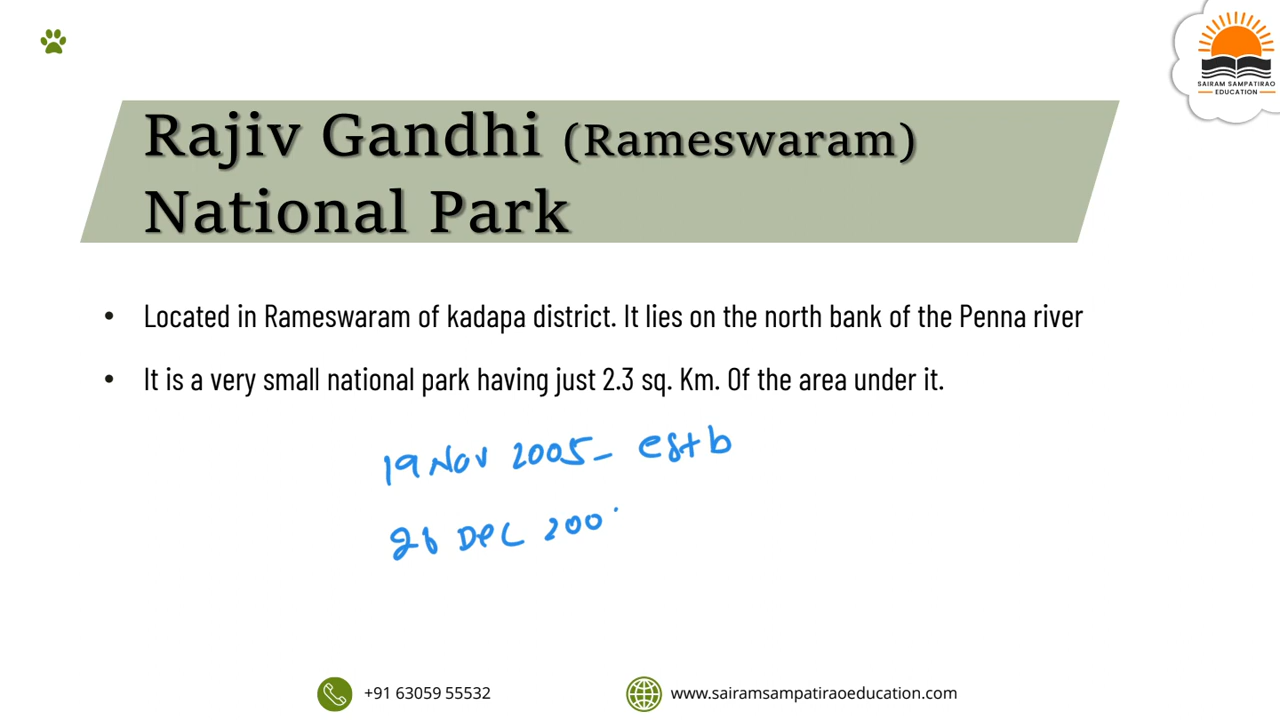 SAIRAM SAMPATIRAO
EDUCATION
Rajiv Gandhi (Rameswaram)
National Park
• Located in Rameswaram of kadapa district. It lies on the north bank of the Penna river
• It is a very small national park having just 2.3 sq. Km. Of the area under it.
19 Nov 2005 - estb
Dec 200
+91 63059 55532
www.sairamsampatiraoeducation.com